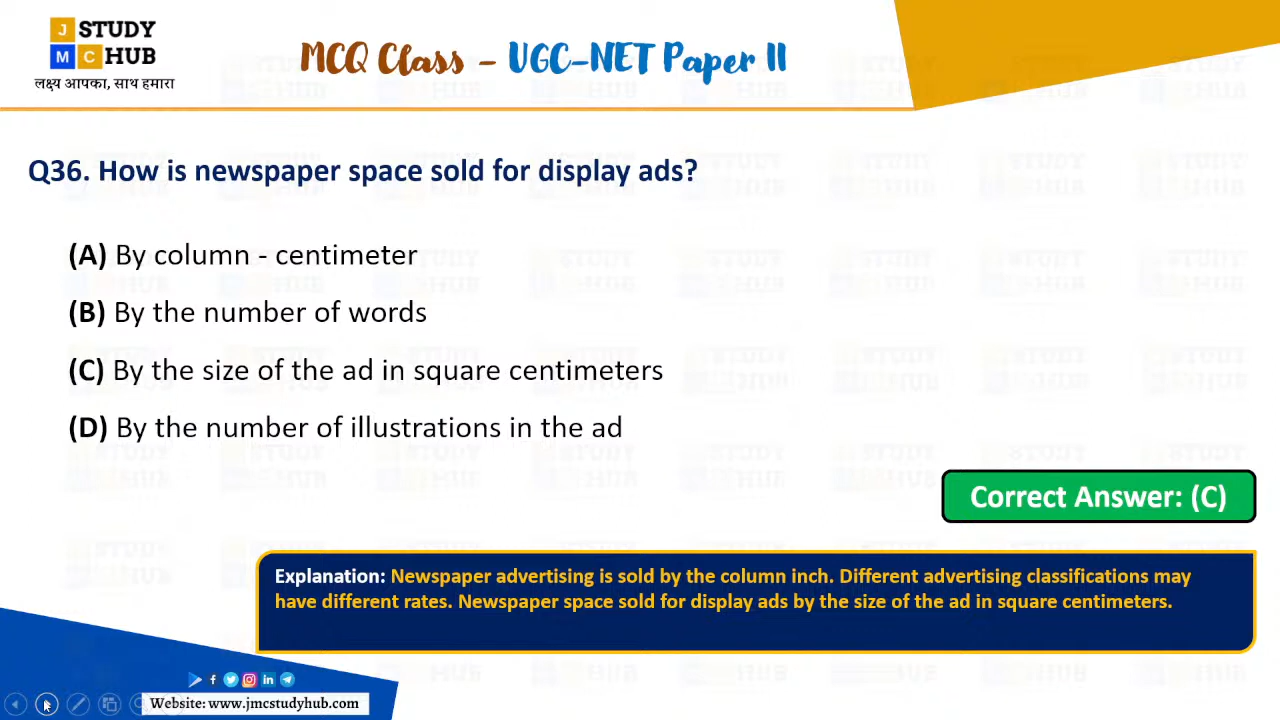 J STUDY
M C HUB
लक्ष्य आपका, साथ हमारा
MCQ Class - UGC-NET Paper II
Q36. How is newspaper space sold for display ads?
(A) By column - centimeter
(B) By the number of words
(C) By the size of the ad in square centimeters
(D) By the number of illustrations in the ad
Correct Answer: (C)
Explanation: Newspaper advertising is sold by the column inch. Different advertising classifications may
have different rates. Newspaper space sold for display ads by the size of the ad in square centimeters.
Website: www.jmcstudyhub.com